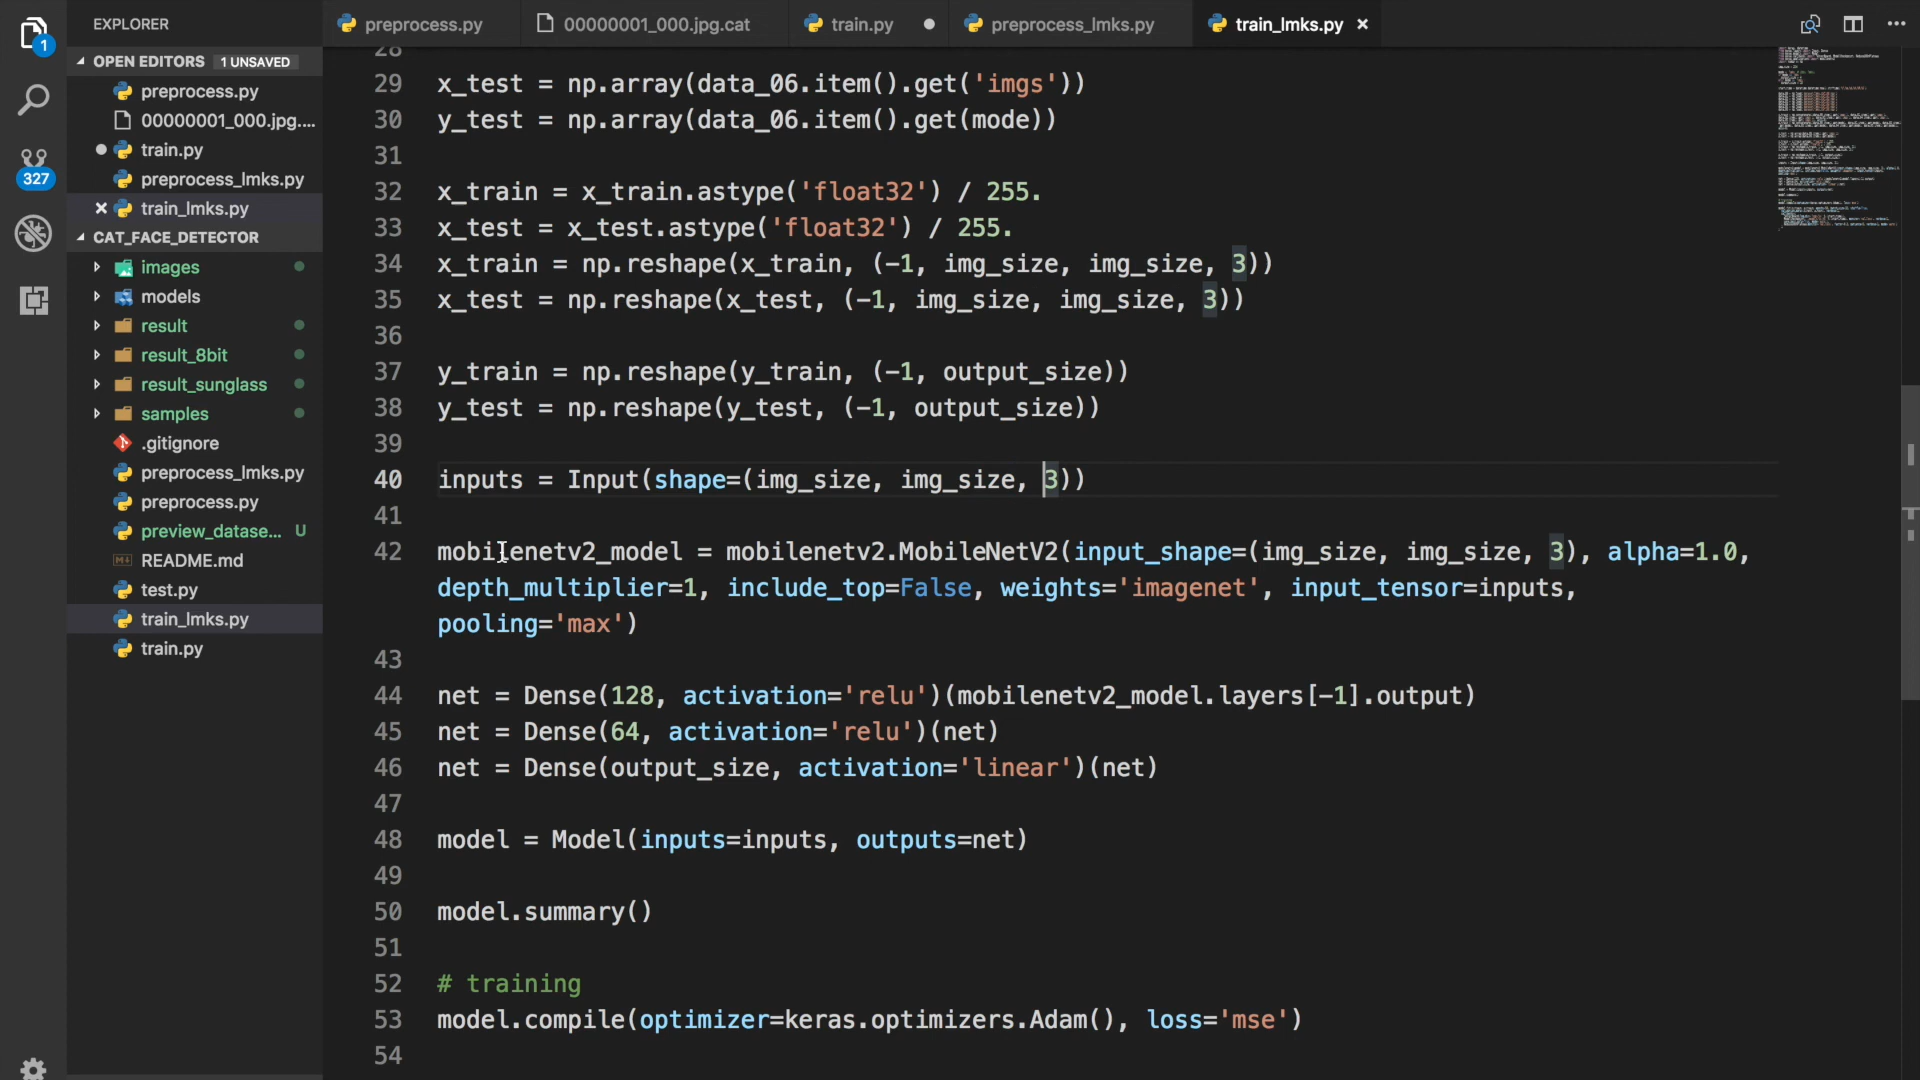 EXPLORER
OPEN EDITORS 1 UNSAVED
preprocess.py
00000001_000.jpg....
train.py
preprocess_lmks.py
train_lmks.py
CAT_FACE_DETECTOR
images
models
result
result_8bit
result_sunglass
samples
.gitignore
preprocess_lmks.py
preprocess.py
preview_datase... U
README.md
test.py
train_lmks.py
train.py
1
327
preprocess.py 00000001_000.jpg.cat train.py preprocess_lmks.py train_lmks.py
28
29 x_test = np.array(data_06.item().get('imgs'))
30 y_test = np.array(data_06.item().get(mode))
31
32 x_train = x_train.astype('float32') / 255.
33 x_test = x_test.astype('float32') / 255.
34 x_train = np.reshape(x_train, (-1, img_size, img_size, 3))
35 x_test = np.reshape(x_test, (-1, img_size, img_size, 3))
36
37 y_train = np.reshape(y_train, (-1, output_size))
38 y_test = np.reshape(y_test, (-1, output_size))
39
40 inputs = Input(shape=(img_size, img_size, 3))
41
42 mobilenetv2_model = mobilenetv2.MobileNetV2(input_shape=(img_size, img_size, 3), alpha=1.0,
depth_multiplier=1, include_top=False, weights='imagenet', input_tensor=inputs,
pooling='max')
43
44 net = Dense(128, activation='relu')(mobilenetv2_model.layers[-1].output)
45 net = Dense(64, activation='relu')(net)
46 net = Dense(output_size, activation='linear')(net)
47
48 model = Model(inputs=inputs, outputs=net)
49
50 model.summary()
51
52 # training
53 model.compile(optimizer=keras.optimizers.Adam(), loss='mse')
54